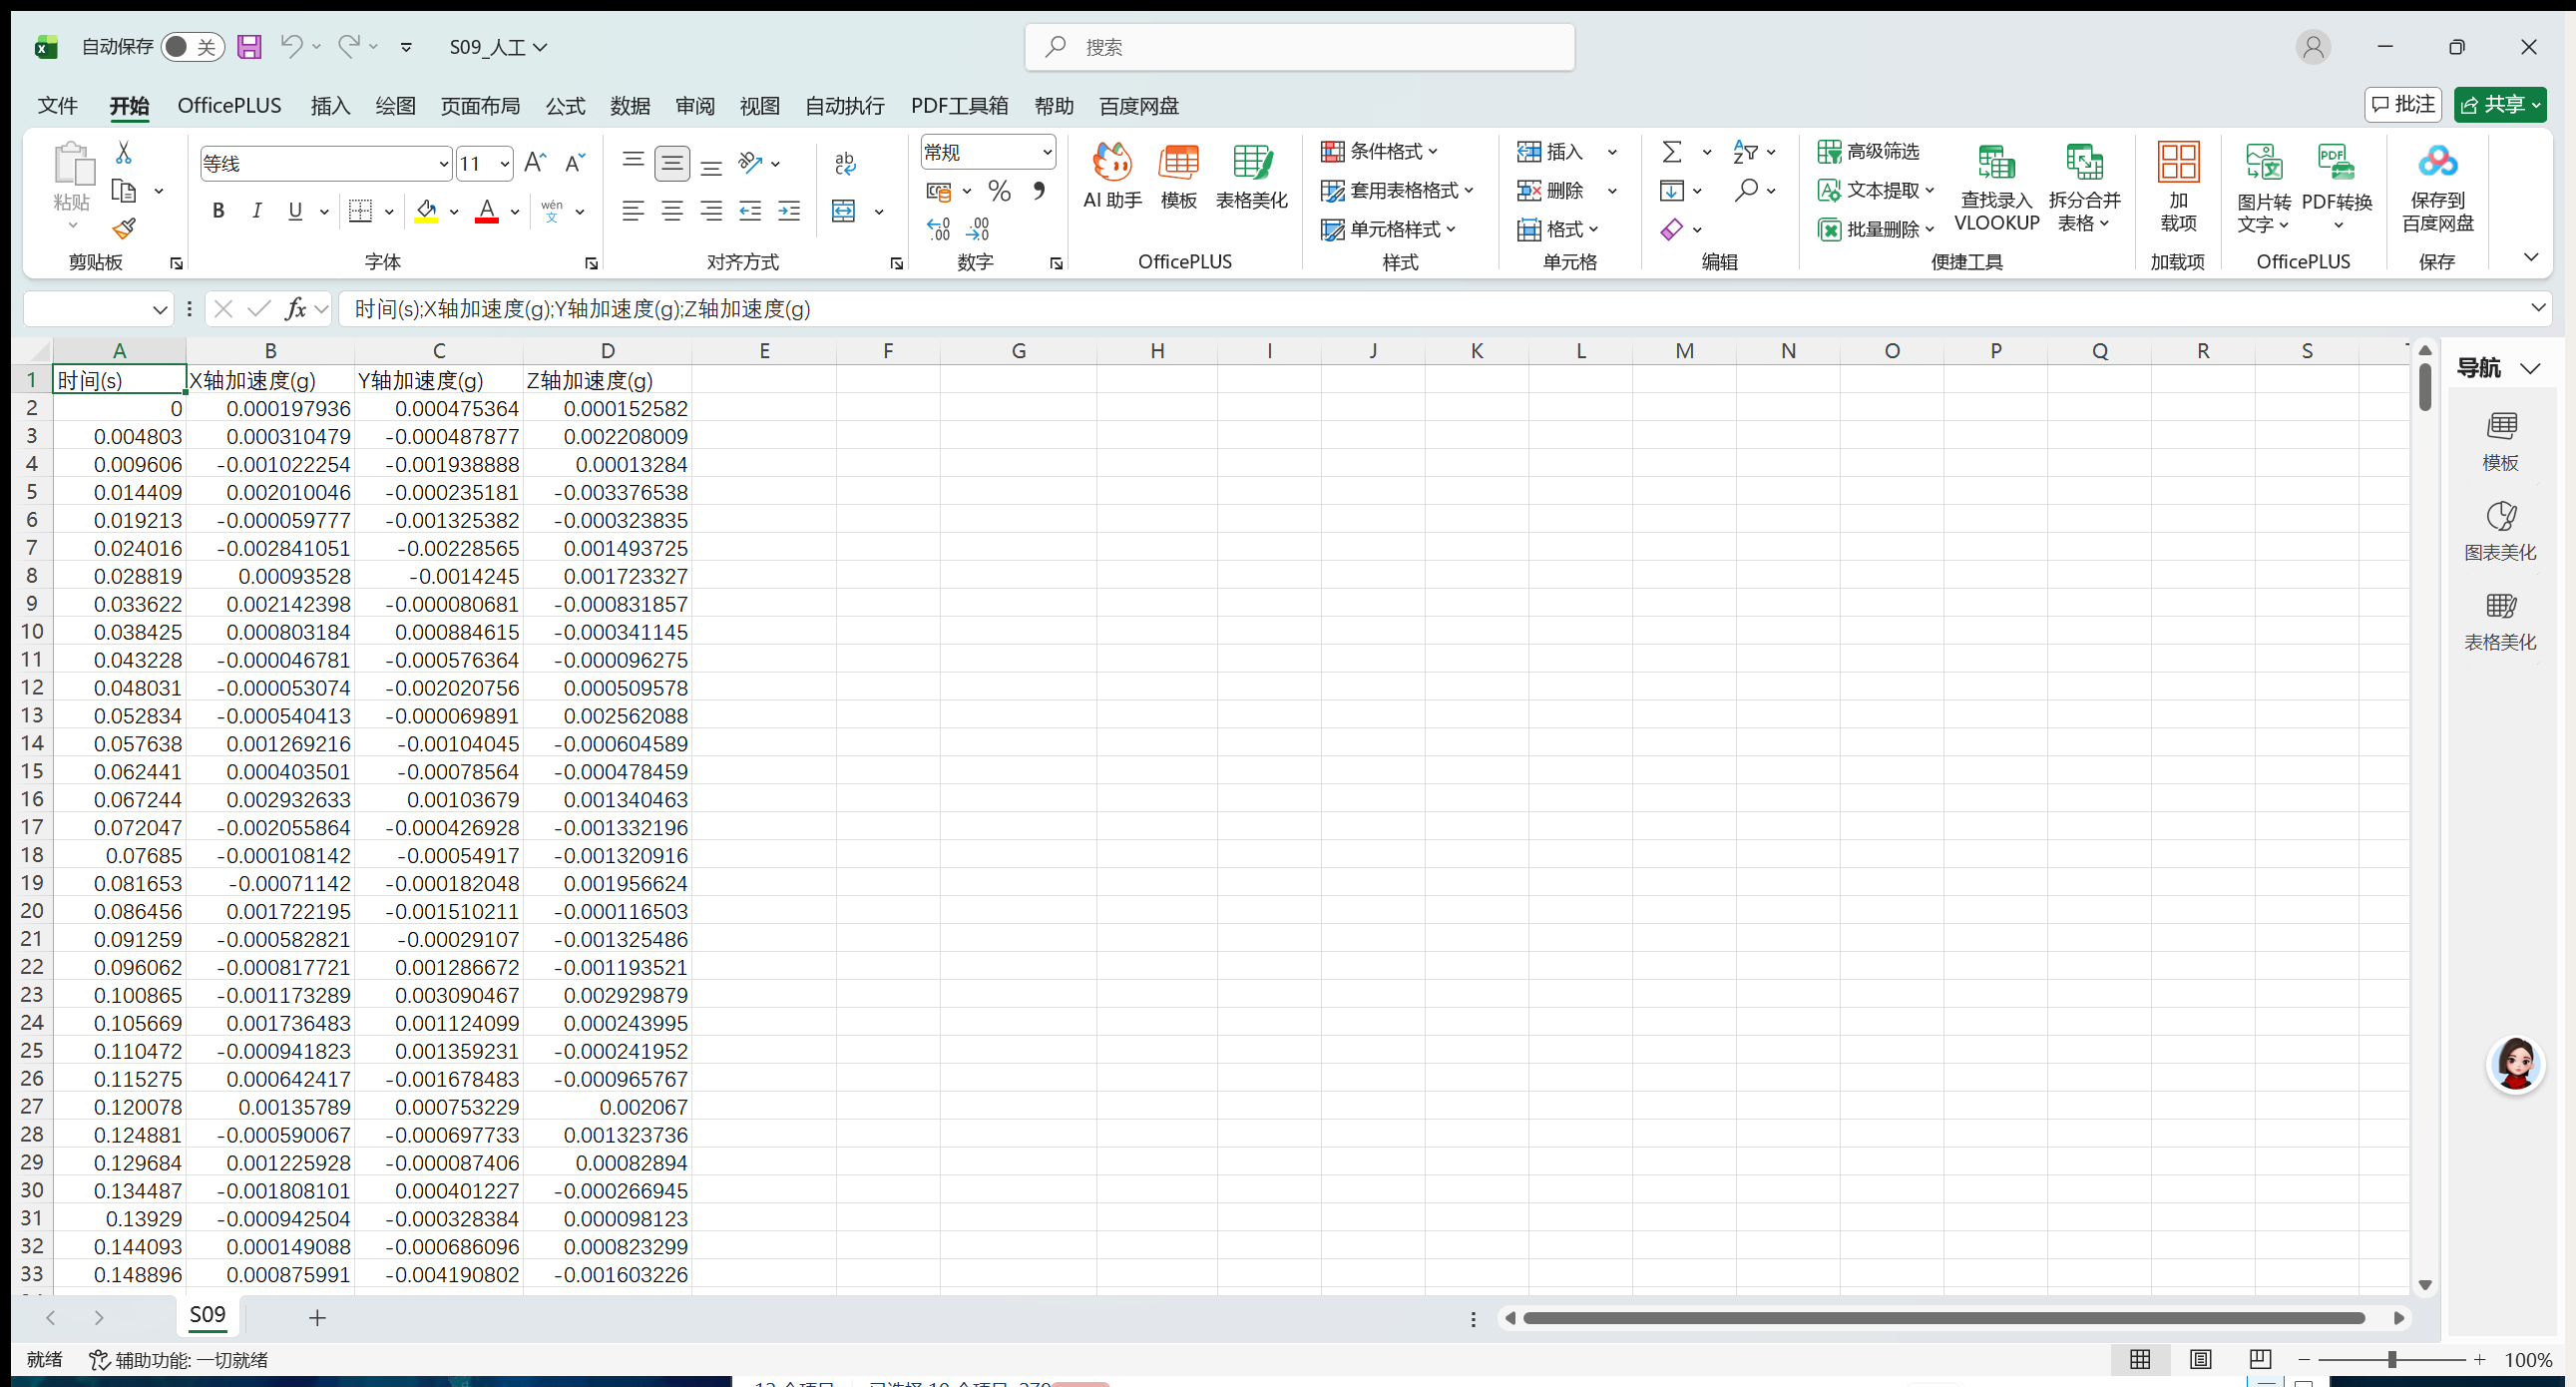 自动保存 关 S09_人工 搜索
文件 开始 OfficePLUS 插入 绘图 页面布局 公式 数据 审阅 视图 自动执行 PDF工具箱 帮助 百度网盘 批注 共享
粘贴 等线 11 常规 AI 助手 模板 表格美化 条件格式 插入 高级筛选 查找录入 VLOOKUP 拆分合并 表格 加 载项 图片转 文字 PDF转换 保存到 百度网盘
B I U wén 文 套用表格格式 删除 文本提取
单元格样式 格式 批量删除
剪贴板 字体 对齐方式 数字 OfficePLUS 样式 单元格 编辑 便捷工具 加载项 OfficePLUS 保存
fx 时间(s);X轴加速度(g);Y轴加速度(g);Z轴加速度(g)
A B C D E F G H I J K L M N O P Q R S
1 时间(s) X轴加速度(g) Y轴加速度(g) Z轴加速度(g)
2 0 0.000197936 0.000475364 0.000152582
3 0.004803 0.000310479 -0.000487877 0.002208009
4 0.009606 -0.001022254 -0.001938888 0.00013284
5 0.014409 0.002010046 -0.000235181 -0.003376538
6 0.019213 -0.000059777 -0.001325382 -0.000323835
7 0.024016 -0.002841051 -0.00228565 0.001493725
8 0.028819 0.00093528 -0.0014245 0.001723327
9 0.033622 0.002142398 -0.000080681 -0.000831857
10 0.038425 0.000803184 0.000884615 -0.000341145
11 0.043228 -0.000046781 -0.000576364 -0.000096275
12 0.048031 -0.000053074 -0.002020756 0.000509578
13 0.052834 -0.000540413 -0.000069891 0.002562088
14 0.057638 0.001269216 -0.00104045 -0.000604589
15 0.062441 0.000403501 -0.00078564 -0.000478459
16 0.067244 0.002932633 0.00103679 0.001340463
17 0.072047 -0.002055864 -0.000426928 -0.001332196
18 0.07685 -0.000108142 -0.00054917 -0.001320916
19 0.081653 -0.00071142 -0.000182048 0.001956624
20 0.086456 0.001722195 -0.001510211 -0.000116503
21 0.091259 -0.000582821 -0.00029107 -0.001325486
22 0.096062 -0.000817721 0.001286672 -0.001193521
23 0.100865 -0.001173289 0.003090467 0.002929879
24 0.105669 0.001736483 0.001124099 0.000243995
25 0.110472 -0.000941823 0.001359231 -0.000241952
26 0.115275 0.000642417 -0.001678483 -0.000965767
27 0.120078 0.00135789 0.000753229 0.002067
28 0.124881 -0.000590067 -0.000697733 0.001323736
29 0.129684 0.001225928 -0.000087406 0.00082894
30 0.134487 -0.001808101 0.000401227 -0.000266945
31 0.13929 -0.000942504 -0.000328384 0.000098123
32 0.144093 0.000149088 -0.000686096 0.000823299
33 0.148896 0.000875991 -0.004190802 -0.001603226
导航
模板
图表美化
表格美化
S09
就绪 辅助功能: 一切就绪 100%